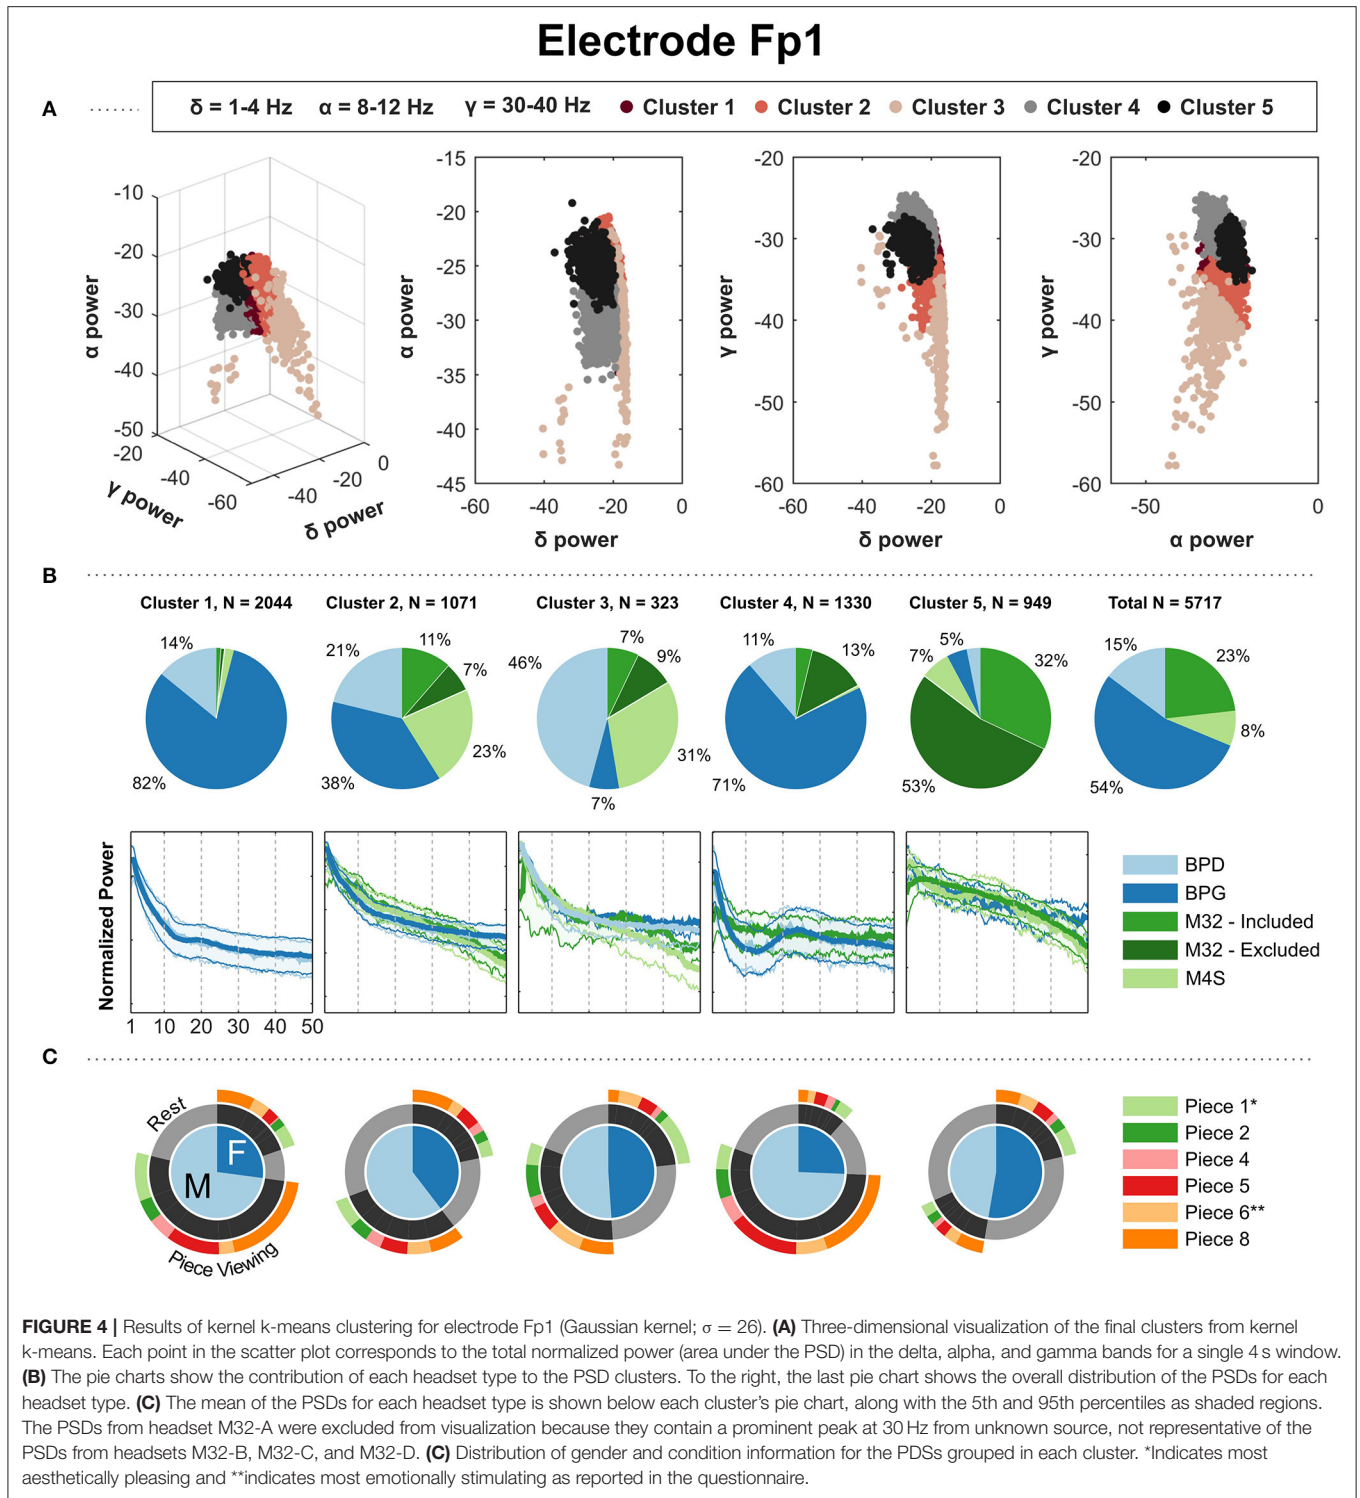 Electrode Fp1
A
δ = 1-4 Hz α = 8-12 Hz γ = 30-40 Hz Cluster 1 Cluster 2 Cluster 3 Cluster 4 Cluster 5
-10
-20
-30
-40
-50
α power
-20
-40
-60
γ power
-40
-20
0
δ power
-15
-20
-25
-30
-35
-40
-45
α power
-60 -40 -20 0
δ power
-20
-30
-40
-50
-60
γ power
-60 -40 -20 0
δ power
-20
-30
-40
-50
-60
γ power
-50 0
α power
B
Cluster 1, N = 2044
14%
82%
Cluster 2, N = 1071
21%
11%
7%
23%
38%
Cluster 3, N = 323
46%
7%
9%
31%
7%
Cluster 4, N = 1330
11%
13%
71%
Cluster 5, N = 949
7%
5%
32%
53%
Total N = 5717
15%
23%
8%
54%
Normalized Power
1 10 20 30 40 50
BPD
BPG
M32 - Included
M32 - Excluded
M4S
C
Rest
F
M
Piece Viewing
Piece 1*
Piece 2
Piece 4
Piece 5
Piece 6**
Piece 8
FIGURE 4 | Results of kernel k-means clustering for electrode Fp1 (Gaussian kernel; σ = 26). (A) Three-dimensional visualization of the final clusters from kernel
k-means. Each point in the scatter plot corresponds to the total normalized power (area under the PSD) in the delta, alpha, and gamma bands for a single 4 s window.
(B) The pie charts show the contribution of each headset type to the PSD clusters. To the right, the last pie chart shows the overall distribution of the PSDs for each
headset type. (C) The mean of the PSDs for each headset type is shown below each cluster's pie chart, along with the 5th and 95th percentiles as shaded regions.
The PSDs from headset M32-A were excluded from visualization because they contain a prominent peak at 30 Hz from unknown source, not representative of the
PSDs from headsets M32-B, M32-C, and M32-D. (C) Distribution of gender and condition information for the PDSs grouped in each cluster. *Indicates most
aesthetically pleasing and **indicates most emotionally stimulating as reported in the questionnaire.